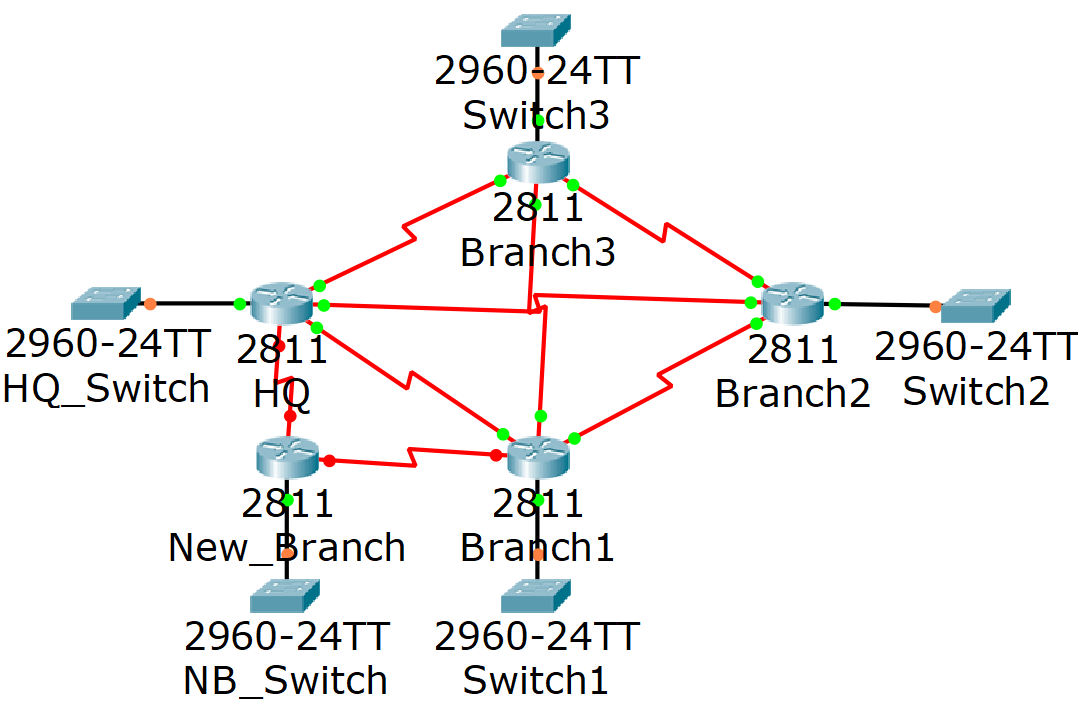 2960-24TT
Switch3
2811
Branch3
2960-24TT
HQ_Switch
2811
HQ
2811
Branch2
2960-24TT
Switch2
2811
New_Branch
2811
Branch1
2960-24TT
NB_Switch
2960-24TT
Switch1